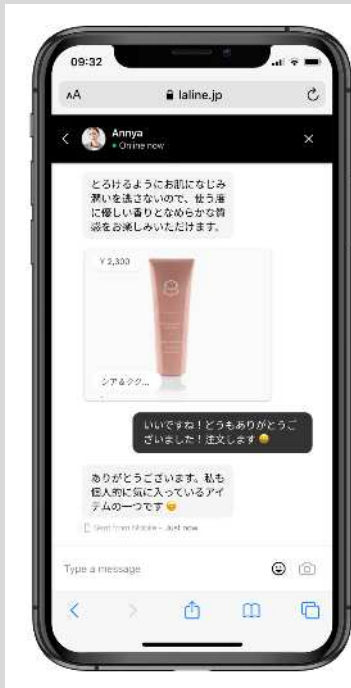 09:32
AA
laline.jp
Annya
Online now
とろけるようにお肌になじみ
潤いを逃さないので、使う度
に優しい香りとなめらかな質
感をお楽しみいただけます。
¥ 2,300
シア&クク...
いいですね!どうもありがとうご
ざいました!注文します😀
ありがとうございます。私も
個人的に気に入っているアイ
テムの一つです😊
Sent from Mobile - Just now
Type a message